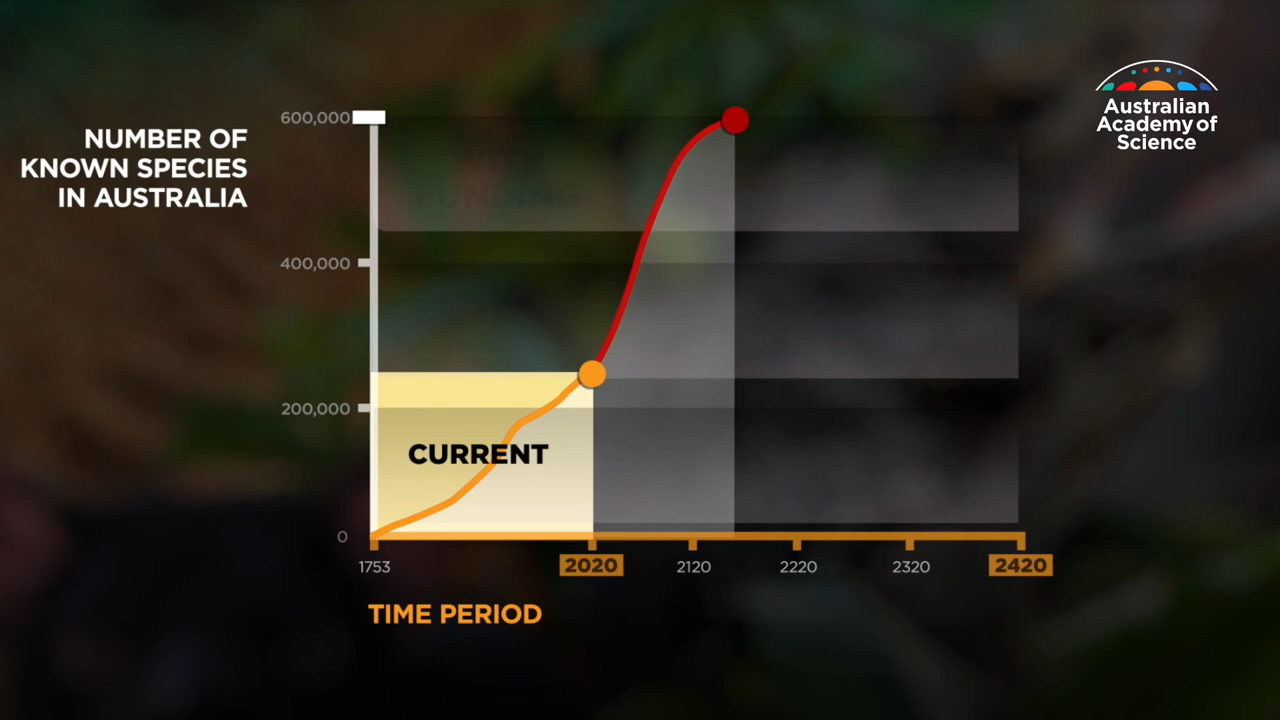 NUMBER OF
KNOWN SPECIES
IN AUSTRALIA
600,000
400,000
200,000
0
FUNDING
CURRENT
1753
2020
2120
2220
2320
2420
TIME PERIOD
Australian
Academy of
Science